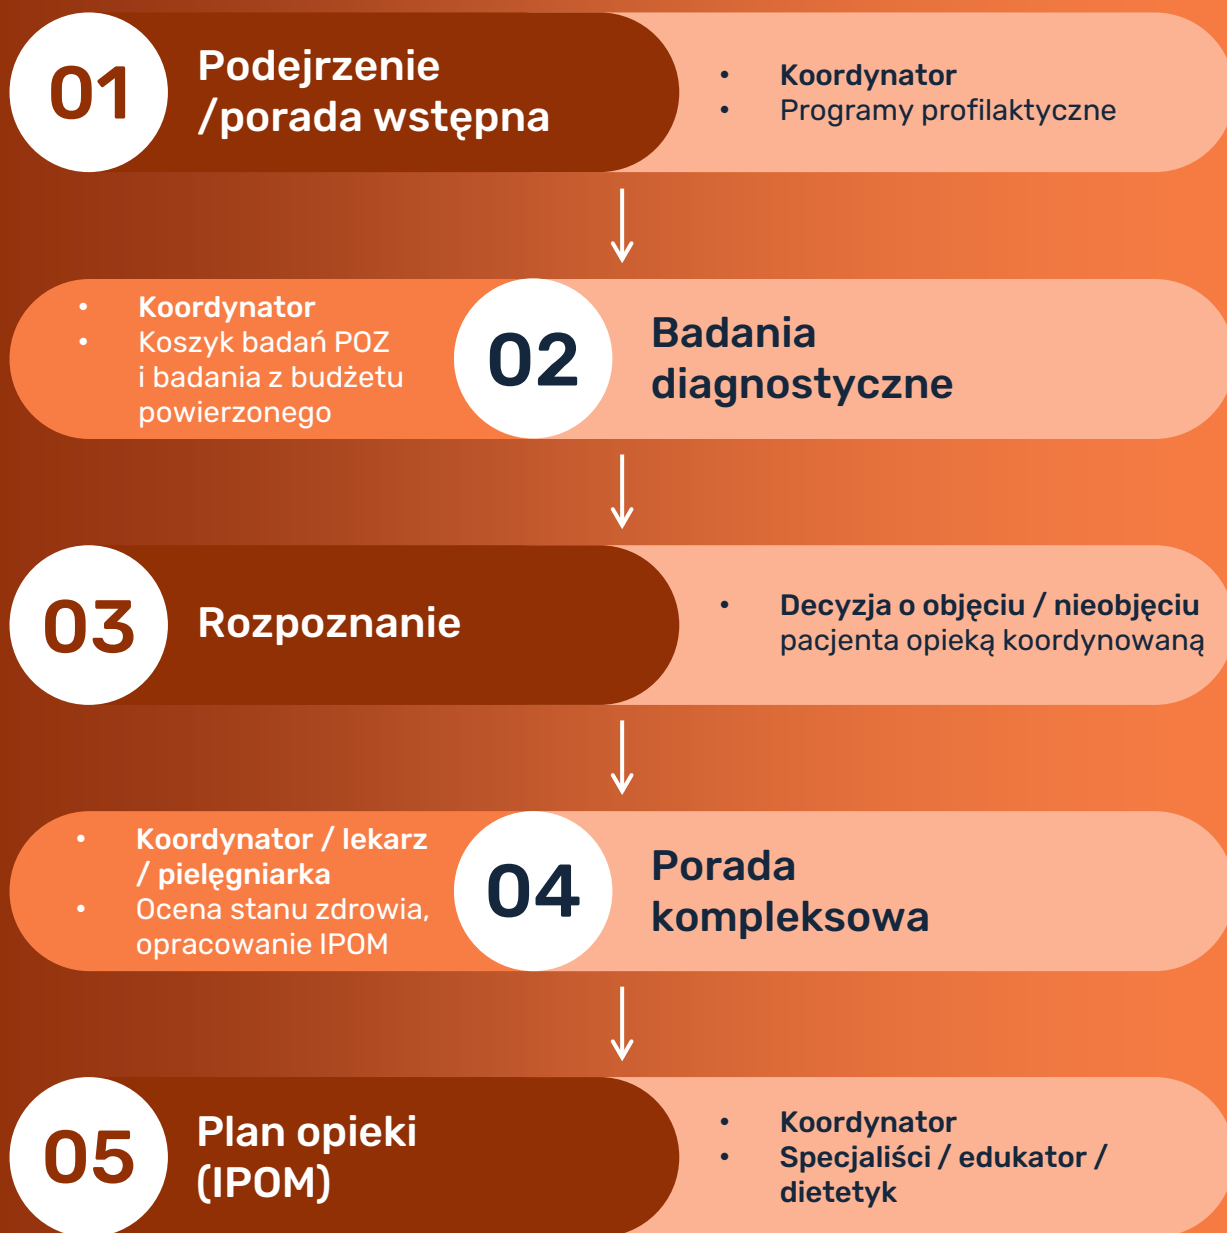 01
Podejrzenie
/porada wstępna
• Koordynator
• Programy profilaktyczne
• Koordynator
• Koszyk badań POZ
i badania z budżetu
powierzonego
02
Badania
diagnostyczne
03
Rozpoznanie
• Decyzja o objęciu / nieobjęciu
pacjenta opieką koordynowaną
• Koordynator / lekarz
/ pielęgniarka
• Ocena stanu zdrowia,
opracowanie IPOM
04
Porada
kompleksowa
05
Plan opieki
(IPOM)
• Koordynator
• Specjaliści / edukator /
dietetyk